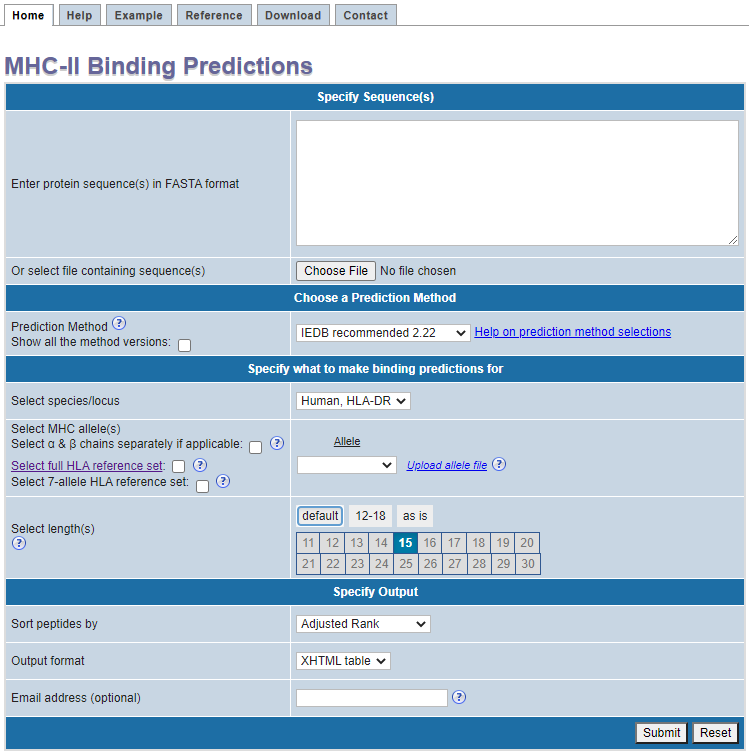 Home Help Example Reference Download Contact
MHC-II Binding Predictions
Specify Sequence(s)
Enter protein sequence(s) in FASTA format
Or select file containing sequence(s) Choose File No file chosen
Choose a Prediction Method
Prediction Method ?
Show all the method versions:
IEDB recommended 2.22 Help on prediction method selections
Specify what to make binding predictions for
Select species/locus Human, HLA-DR
Select MHC allele(s)
Select α & β chains separately if applicable: ?
Select full HLA reference set: ?
Select 7-allele HLA reference set: ?
Allele
Upload allele file ?
Select length(s)
?
default 12-18 as is
11 12 13 14 15 16 17 18 19 20
21 22 23 24 25 26 27 28 29 30
Specify Output
Sort peptides by Adjusted Rank
Output format XHTML table
Email address (optional) ?
Submit Reset